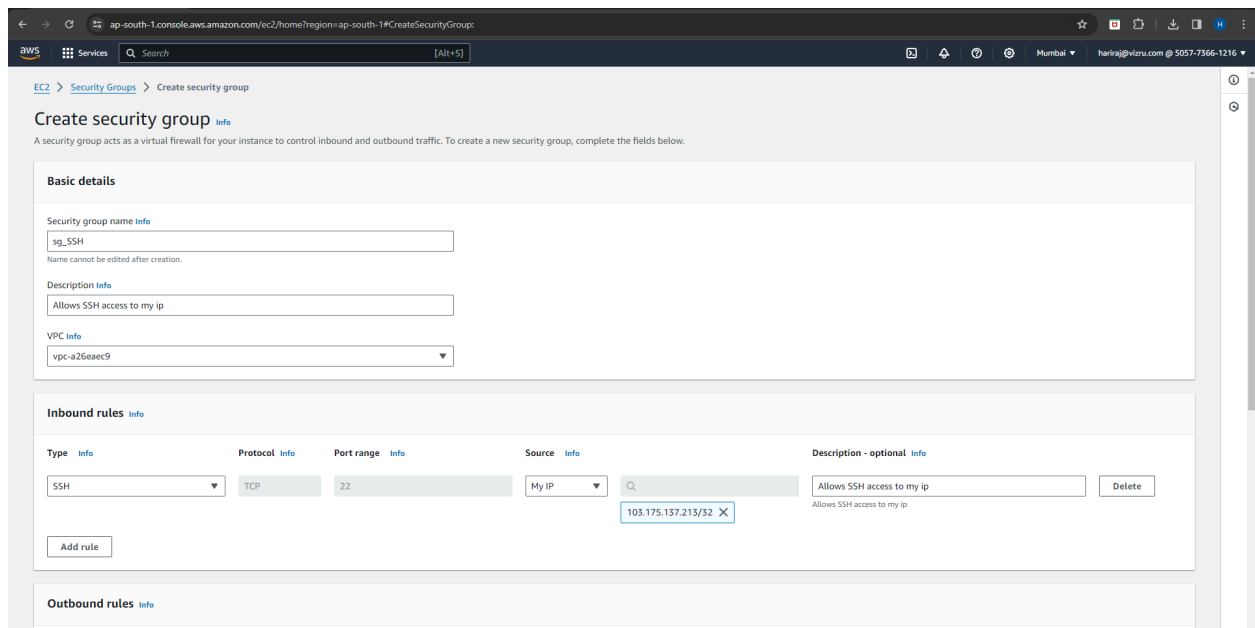 ap-south-1.console.aws.amazon.com/ec2/home?region=ap-south-1#CreateSecurityGroup:
H
aws Services Search [Alt+S] Mumbai hariraj@vizru.com @ 5057-7366-1216
EC2 > Security Groups > Create security group
Create security group Info
A security group acts as a virtual firewall for your instance to control inbound and outbound traffic. To create a new security group, complete the fields below.
Basic details
Security group name Info
sg_SSH
Name cannot be edited after creation.
Description Info
Allows SSH access to my ip
VPC Info
vpc-a26eaec9
Inbound rules Info
Type Info Protocol Info Port range Info Source Info Description - optional Info
SSH TCP 22 My IP Allows SSH access to my ip Delete
103.175.137.213/32 Allows SSH access to my ip
Add rule
Outbound rules Info